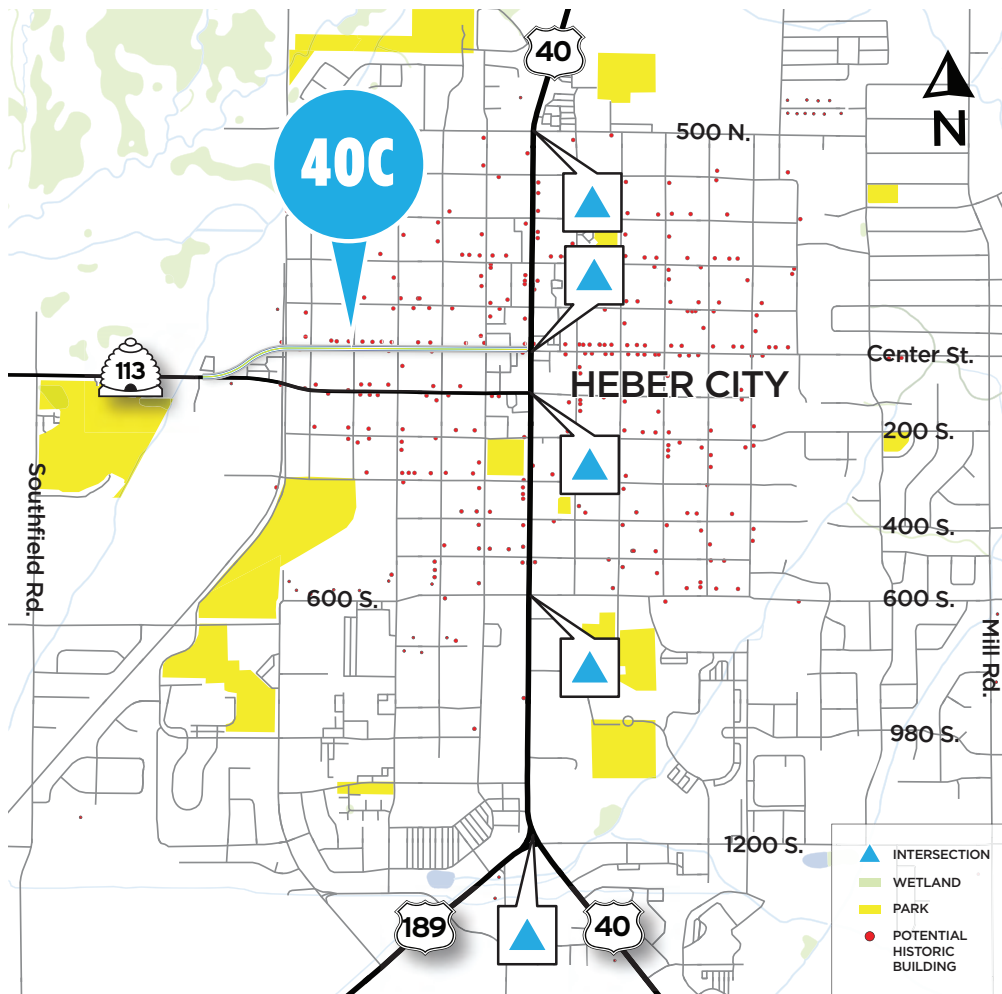 40
N
500 N.
40C
Center St.
113
HEBER CITY
200 S.
Southfield Rd.
400 S.
600 S.
600 S.
Mill Rd.
980 S.
1200 S.
189
40
INTERSECTION
WETLAND
PARK
POTENTIAL
HISTORIC
BUILDING